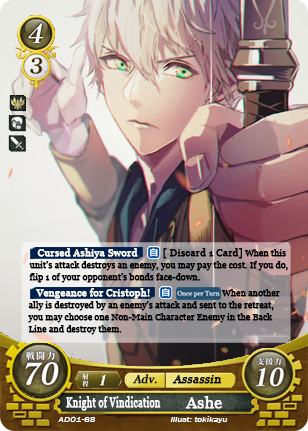 4
3
Cursed Ashiya Sword [ Discard 1 Card] When this
unit's attack destroys an enemy, you may pay the cost. If you do,
flip 1 of your opponent's bonds face-down.
Vengeance for Cristoph! Once per Turn When another
ally is destroyed by an enemy's attack and sent to the retreat,
you may choose one Non-Main Character Enemy in the Back
Line and destroy them.
戦闘力
70
射程 1 Adv. Assassin
支援力
10
Knight of Vindication Ashe
AD01-68 Illust: tokikayu